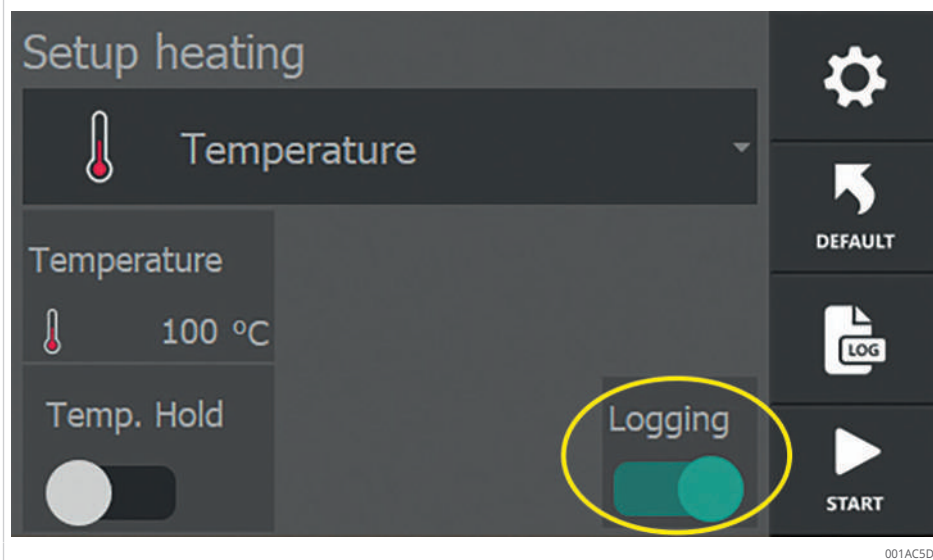 Setup heating
Temperature
DEFAULT
Temperature
100 °C
LOG
Temp. Hold
Logging
START
001AC5D